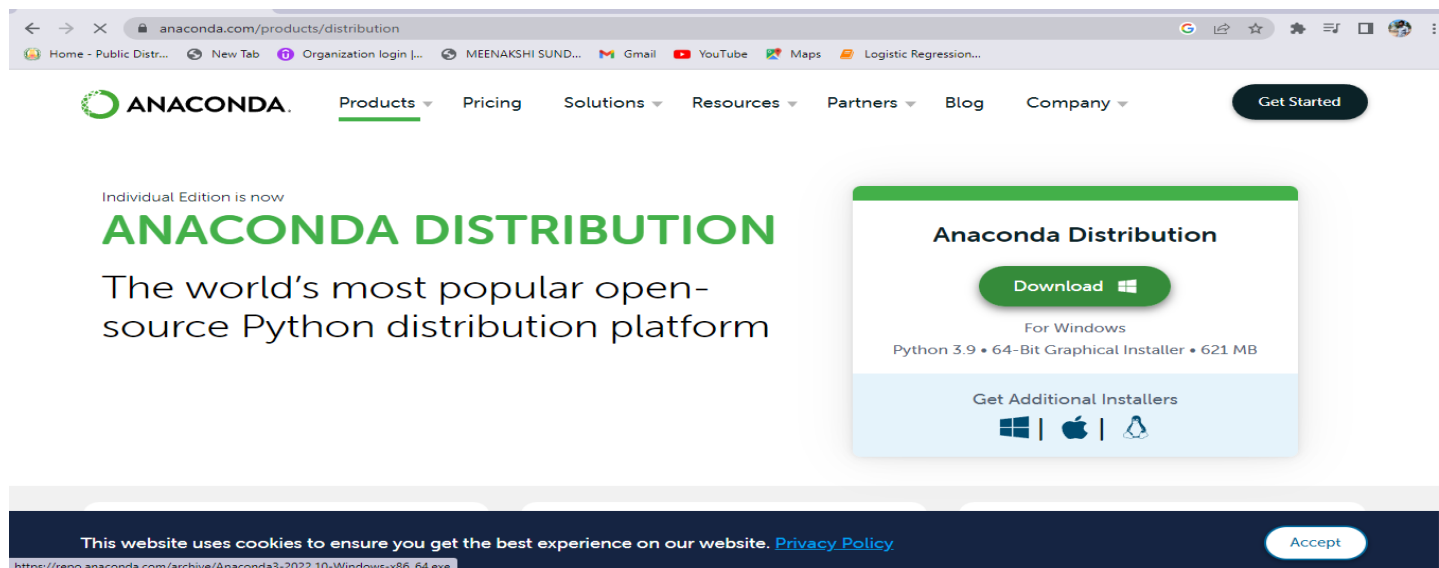 anaconda.com/products/distribution
Home - Public Distr... New Tab Organization login |... MEENAKSHI SUND... Gmail YouTube Maps Logistic Regression...
ANACONDA. Products Pricing Solutions Resources Partners Blog Company Get Started
Individual Edition is now
ANACONDA DISTRIBUTION
The world's most popular open-
source Python distribution platform
Anaconda Distribution
Download
For Windows
Python 3.9 • 64-Bit Graphical Installer • 621 MB
Get Additional Installers
| |
This website uses cookies to ensure you get the best experience on our website. Privacy Policy
Accept
https://repo.anaconda.com/archive/Anaconda3-2022.10-Windows-x86_64.exe